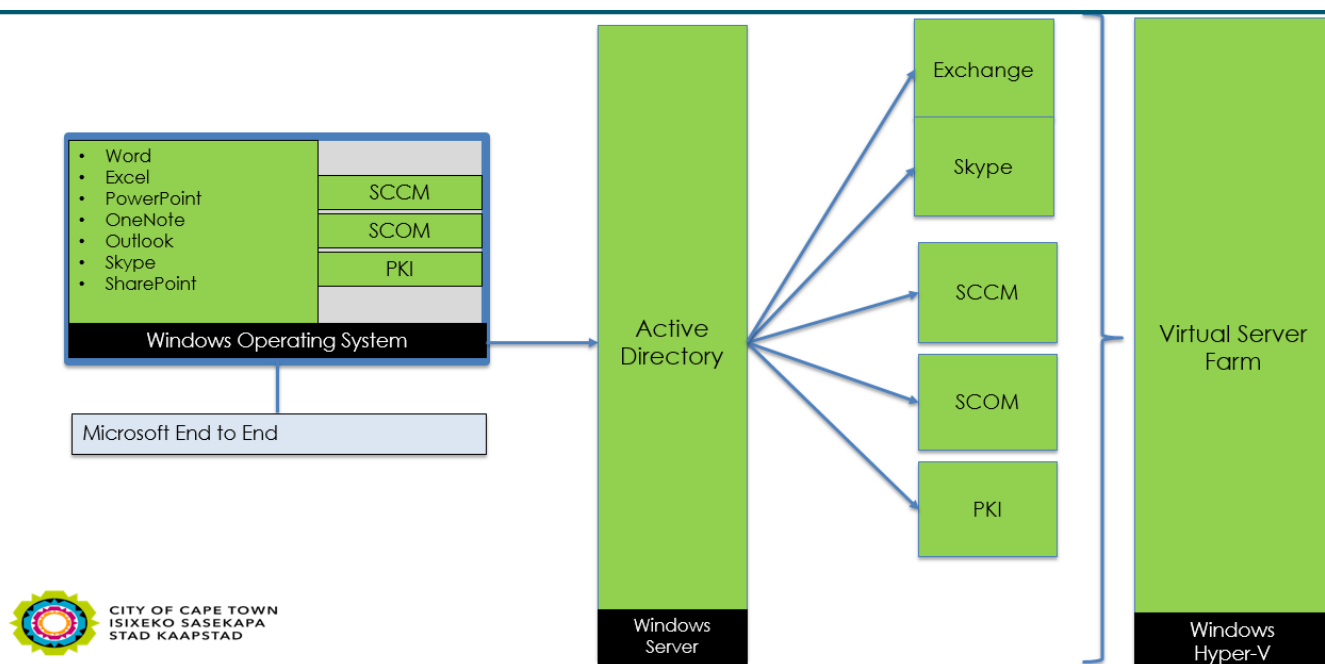 • Word
• Excel
• PowerPoint
• OneNote
• Outlook
• Skype
• SharePoint
SCCM
SCOM
PKI
Windows Operating System
Microsoft End to End
Active
Directory
Windows
Server
Exchange
Skype
SCCM
SCOM
PKI
Virtual Server
Farm
Windows
Hyper-V
CITY OF CAPE TOWN
ISIXEKO SASEKAPA
STAD KAAPSTAD